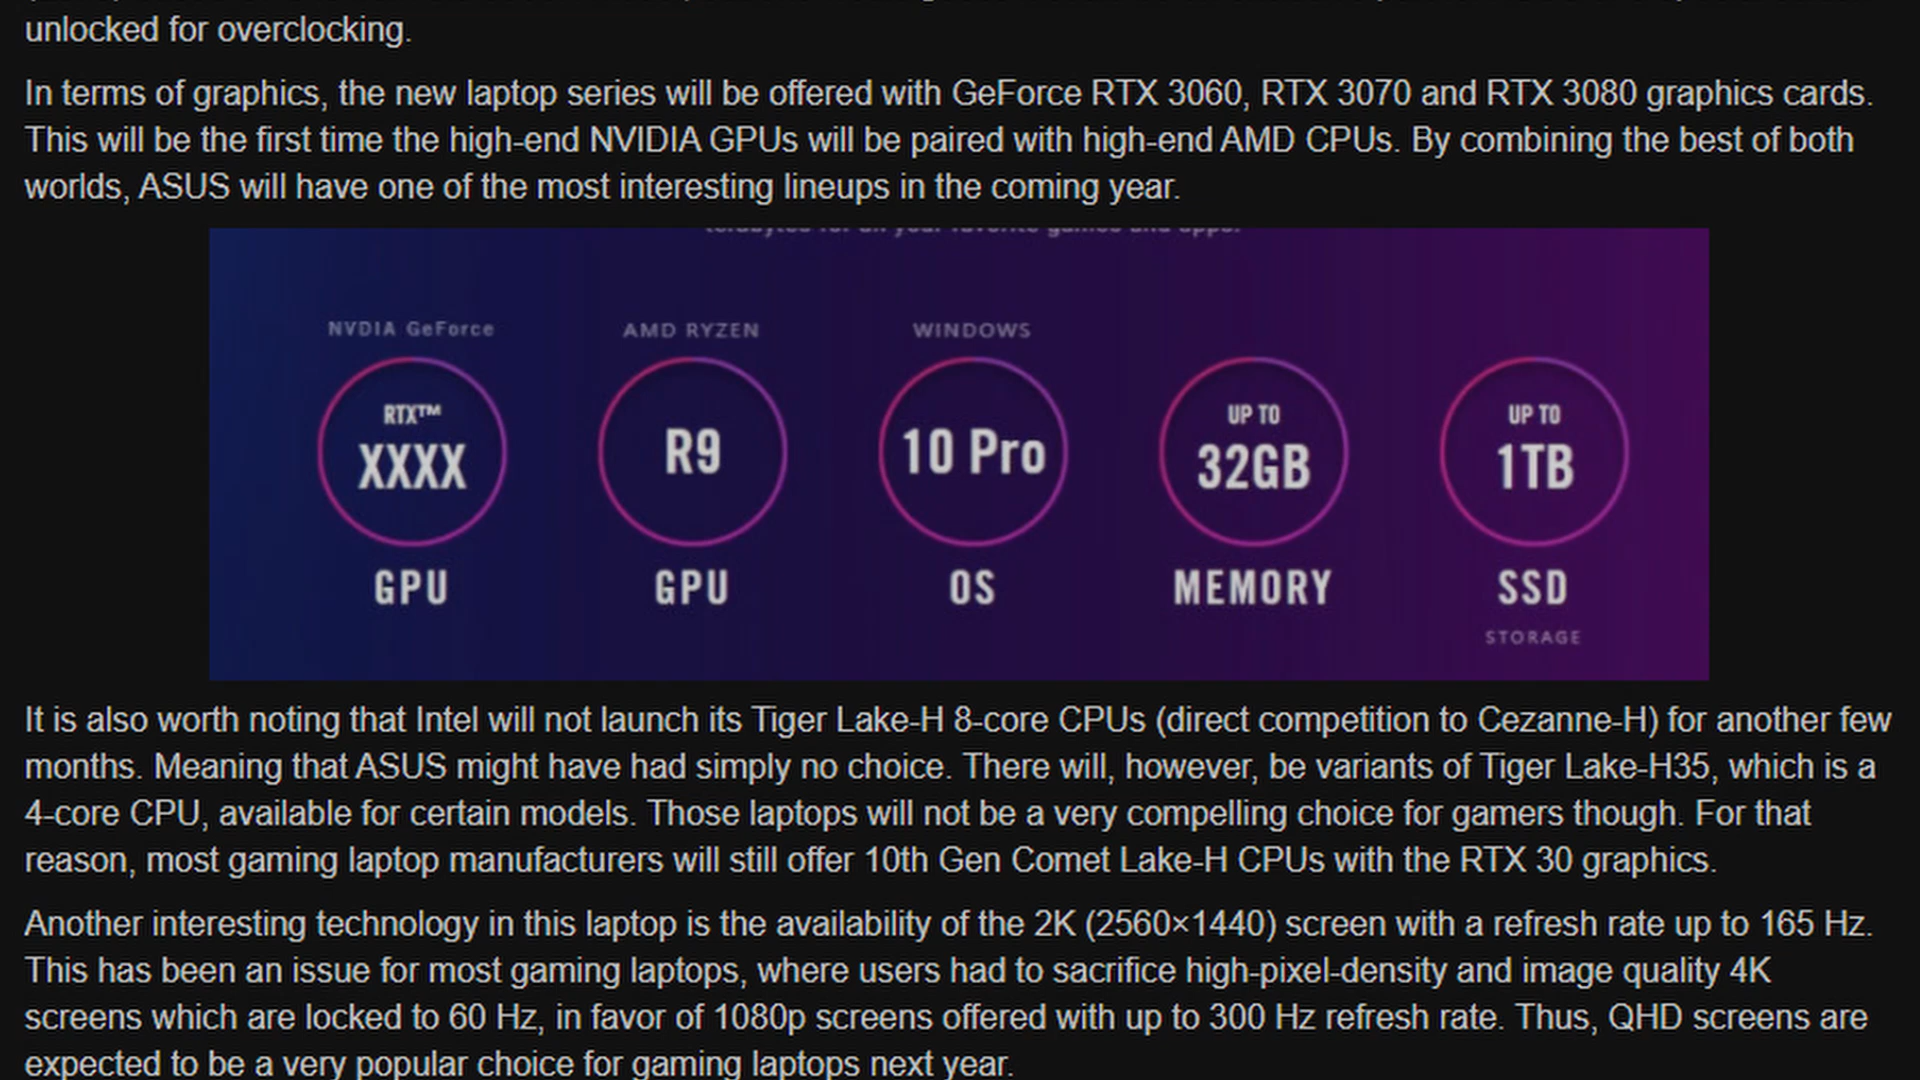 unlocked for overclocking.
In terms of graphics, the new laptop series will be offered with GeForce RTX 3060, RTX 3070 and RTX 3080 graphics cards.
This will be the first time the high-end NVIDIA GPUs will be paired with high-end AMD CPUs. By combining the best of both
worlds, ASUS will have one of the most interesting lineups in the coming year.
terabytes for all your favorite games and apps.
NVDIA GeForce
AMD RYZEN
WINDOWS
RTX™
XXXX
R9
10 Pro
UP TO
32GB
UP TO
1TB
GPU
GPU
OS
MEMORY
SSD
STORAGE
It is also worth noting that Intel will not launch its Tiger Lake-H 8-core CPUs (direct competition to Cezanne-H) for another few
months. Meaning that ASUS might have had simply no choice. There will, however, be variants of Tiger Lake-H35, which is a
4-core CPU, available for certain models. Those laptops will not be a very compelling choice for gamers though. For that
reason, most gaming laptop manufacturers will still offer 10th Gen Comet Lake-H CPUs with the RTX 30 graphics.
Another interesting technology in this laptop is the availability of the 2K (2560×1440) screen with a refresh rate up to 165 Hz.
This has been an issue for most gaming laptops, where users had to sacrifice high-pixel-density and image quality 4K
screens which are locked to 60 Hz, in favor of 1080p screens offered with up to 300 Hz refresh rate. Thus, QHD screens are
expected to be a very popular choice for gaming laptops next year.